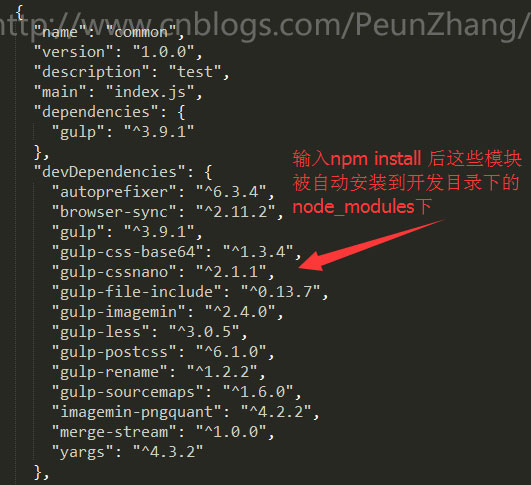 http://www.cnblogs.com/PeunZhang/
{
"name": "common",
"version": "1.0.0",
"description": "test",
"main": "index.js",
"dependencies": {
"gulp": "^3.9.1"
},
"devDependencies": {
"autoprefixer": "^6.3.4",
"browser-sync": "^2.11.2",
"gulp": "^3.9.1",
"gulp-css-base64": "^1.3.4",
"gulp-cssnano": "^2.1.1",
"gulp-file-include": "^0.13.7",
"gulp-imagemin": "^2.4.0",
"gulp-less": "^3.0.5",
"gulp-postcss": "^6.1.0",
"gulp-rename": "^1.2.2",
"gulp-sourcemaps": "^1.6.0",
"imagemin-pngquant": "^4.2.2",
"merge-stream": "^1.0.0",
"yargs": "^4.3.2"
},
输入npm install 后这些模块
被自动安装到开发目录下的
node_modules下